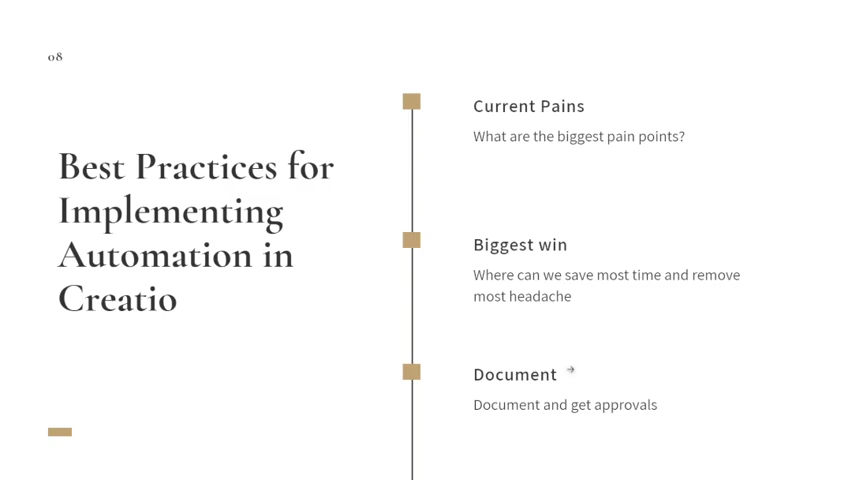 08
Best Practices for
Implementing
Automation in
Creatio
Current Pains
What are the biggest pain points?
Biggest win
Where can we save most time and remove
most headache
Document
Document and get approvals